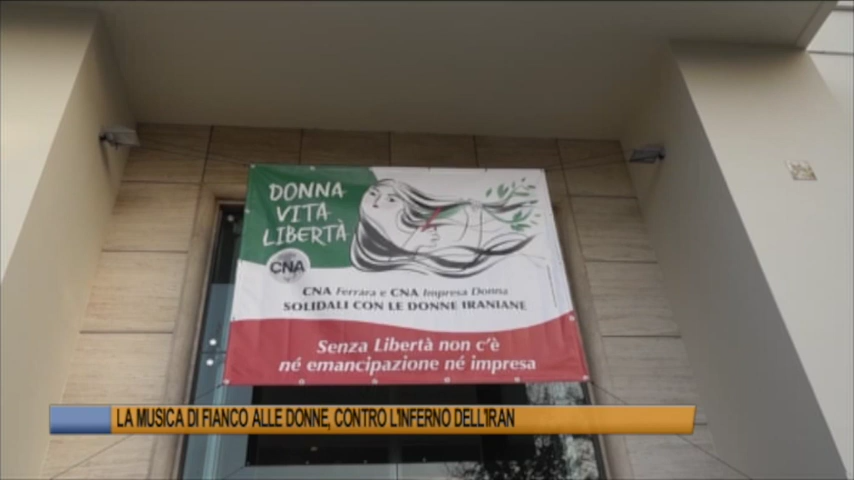 DONNA
VITA
LIBERTÀ
CNA
CNA Ferrara e CNA Impresa Donna
SOLIDALI CON LE DONNE IRANIANE
Senza Libertà non c'è
né emancipazione né impresa
LA MUSICA DI FIANCO ALLE DONNE, CONTRO L'INFERNO DELL'IRAN